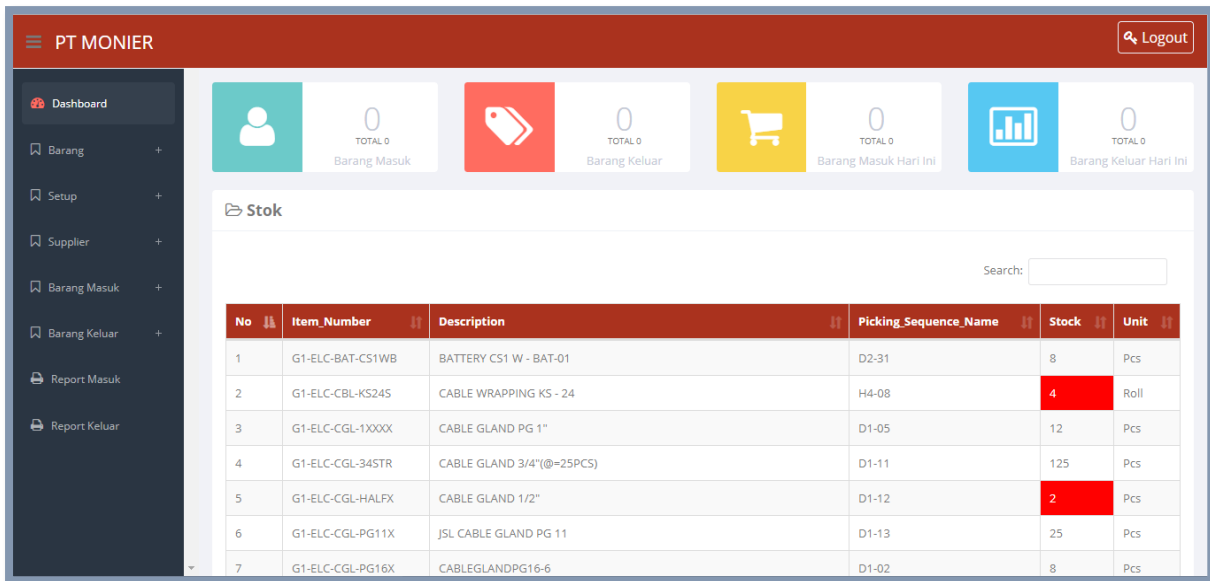 PT MONIER
Logout
Dashboard
Barang +
Setup +
Supplier +
Barang Masuk +
Barang Keluar +
Report Masuk
Report Keluar
0
TOTAL 0
Barang Masuk
0
TOTAL 0
Barang Keluar
0
TOTAL 0
Barang Masuk Hari Ini
0
TOTAL 0
Barang Keluar Hari Ini
Stok
Search:
No Item_Number Description Picking_Sequence_Name Stock Unit
1 G1-ELC-BAT-CS1WB BATTERY CS1 W - BAT-01 D2-31 8 Pcs
2 G1-ELC-CBL-KS24S CABLE WRAPPING KS - 24 H4-08 4 Roll
3 G1-ELC-CGL-1XXXX CABLE GLAND PG 1" D1-05 12 Pcs
4 G1-ELC-CGL-34STR CABLE GLAND 3/4"(@=25PCS) D1-11 125 Pcs
5 G1-ELC-CGL-HALFX CABLE GLAND 1/2" D1-12 2 Pcs
6 G1-ELC-CGL-PG11X JSL CABLE GLAND PG 11 D1-13 25 Pcs
7 G1-ELC-CGL-PG16X CABLEGLANDPG16-6 D1-02 8 Pcs